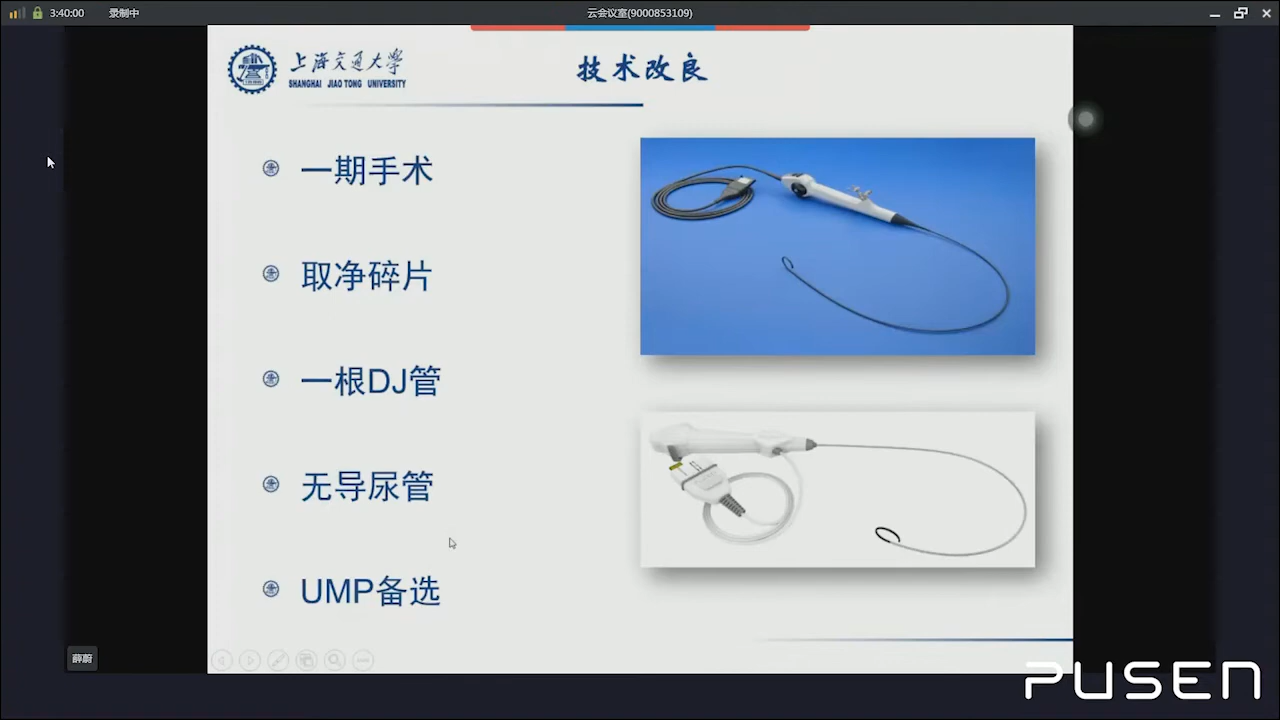 3:40:00
录制中
云会议室(9000853109)
上海交通大学
SHANGHAI JIAO TONG UNIVERSITY
技术改良
一期手术
取净碎片
一根DJ管
无导尿管
UMP备选
薛蔚
PUSEN